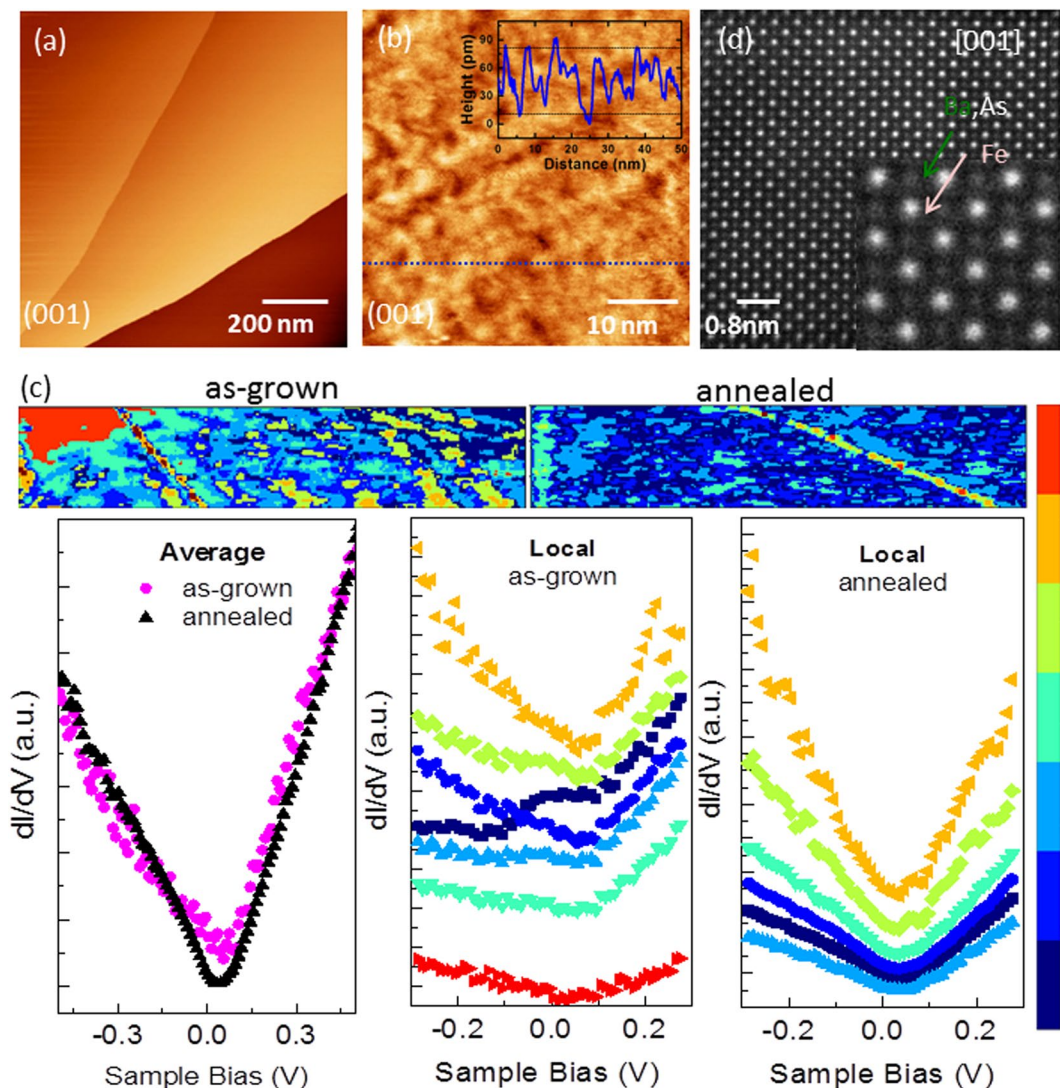 (a)
(001)
200 nm
(b)
Height (pm)
90
60
30
0
0 10 20 30 40 50
Distance (nm)
(001)
10 nm
(d)
[001]
Ba,As
Fe
0.8nm
(c)
as-grown
annealed
Average
as-grown
annealed
dI/dV (a.u.)
-0.3 0.0 0.3
Sample Bias (V)
Local
as-grown
dI/dV (a.u.)
-0.2 0.0 0.2
Sample Bias (V)
Local
annealed
dI/dV (a.u.)
-0.2 0.0 0.2
Sample Bias (V)